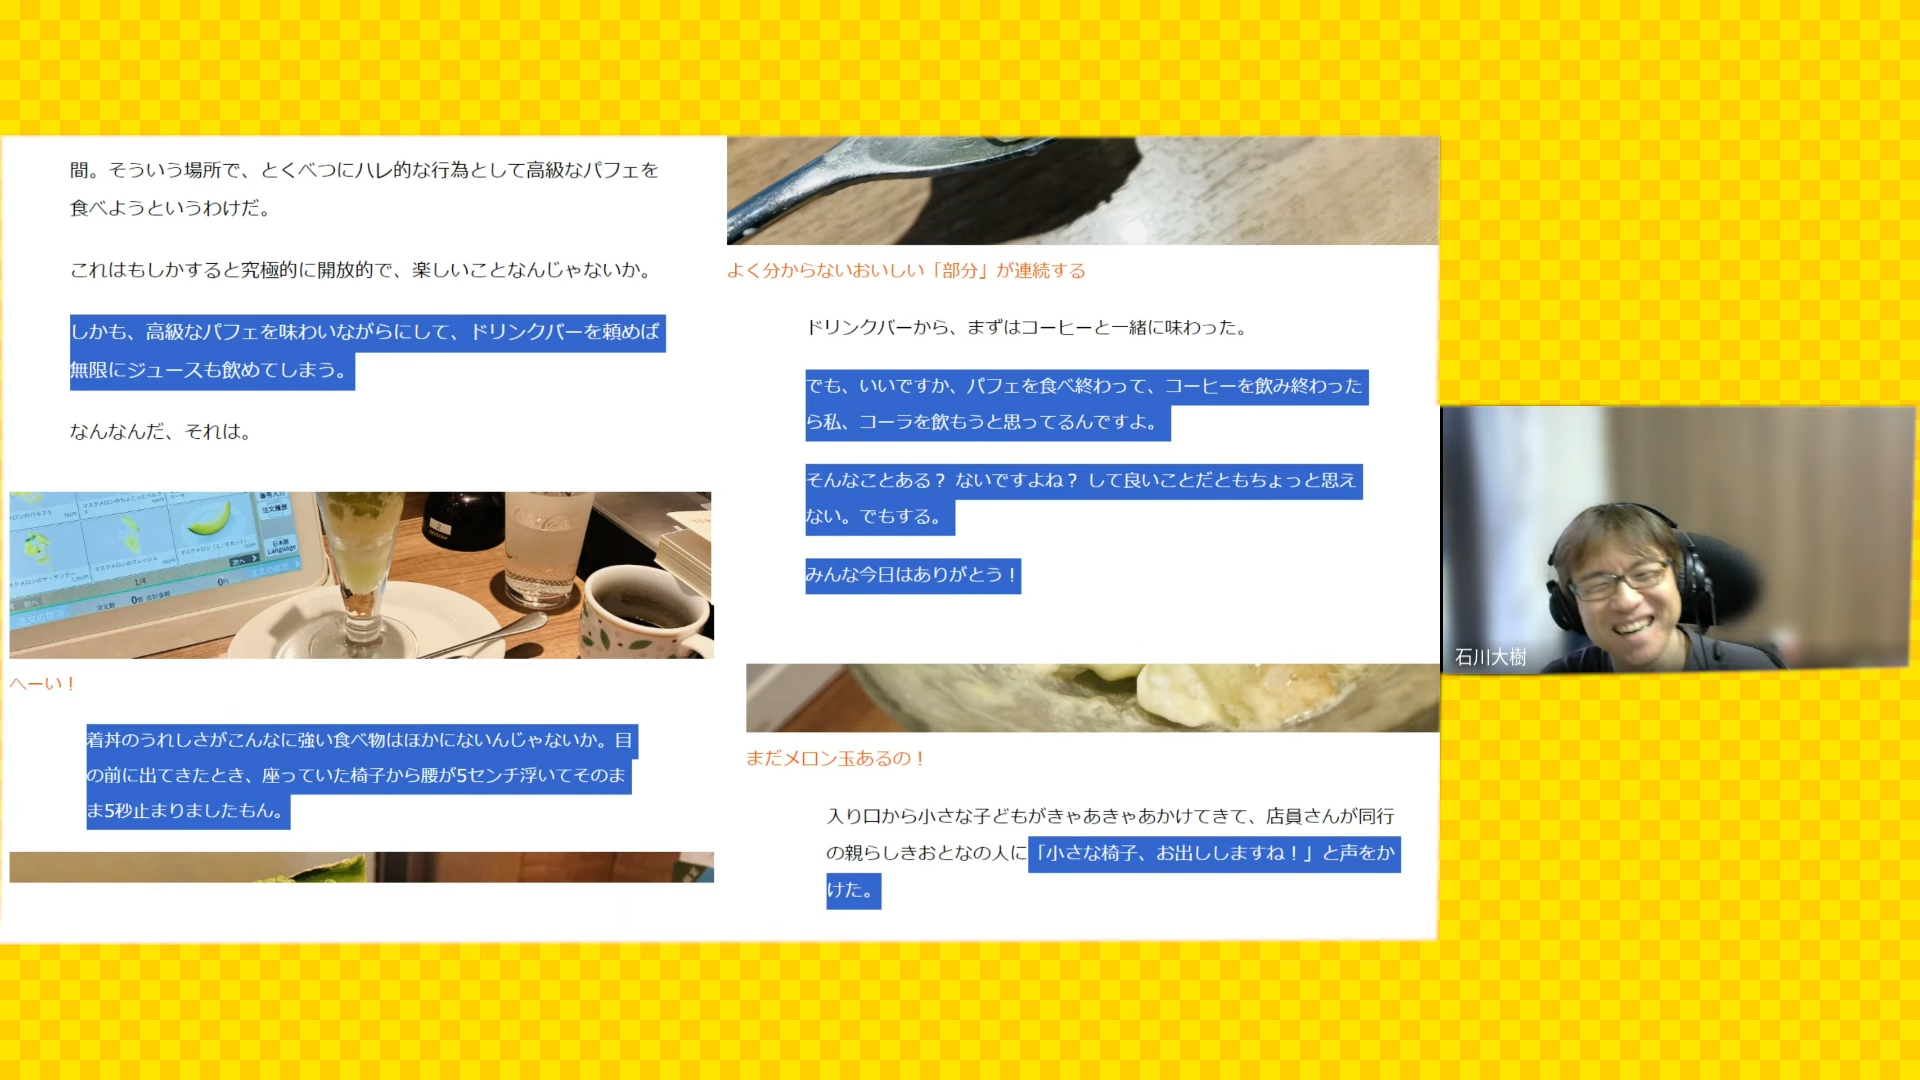 間。そういう場所で、とくべつにハレ的な行為として高級なパフェを
食べようというわけだ。
これはもしかすると究極的に開放的で、楽しいことなんじゃないか。
しかも、高級なパフェを味わいながらにして、ドリンクバーを頼めば
無限にジュースも飲めてしまう。
なんなんだ、それは。
注文履歴
日本語
Language
次へ
1/4
0円
へーい！
着丼のうれしさがこんなに強い食べ物はほかにないんじゃないか。目
の前に出てきたとき、座っていた椅子から腰が5センチ浮いてそのま
ま5秒止まりましたもん。
よく分からないおいしい「部分」が連続する
ドリンクバーから、まずはコーヒーと一緒に味わった。
でも、いいですか、パフェを食べ終わって、コーヒーを飲み終わった
ら私、コーラを飲もうと思ってるんですよ。
そんなことある？ ないですよね？ して良いことだともちょっと思え
ない。でもする。
みんな今日はありがとう！
まだメロン玉あるの！
入り口から小さな子どもがきゃあきゃあかけてきて、店員さんが同行
の親らしきおとなの人に「小さな椅子、お出ししますね！」と声をか
けた。
石川大樹